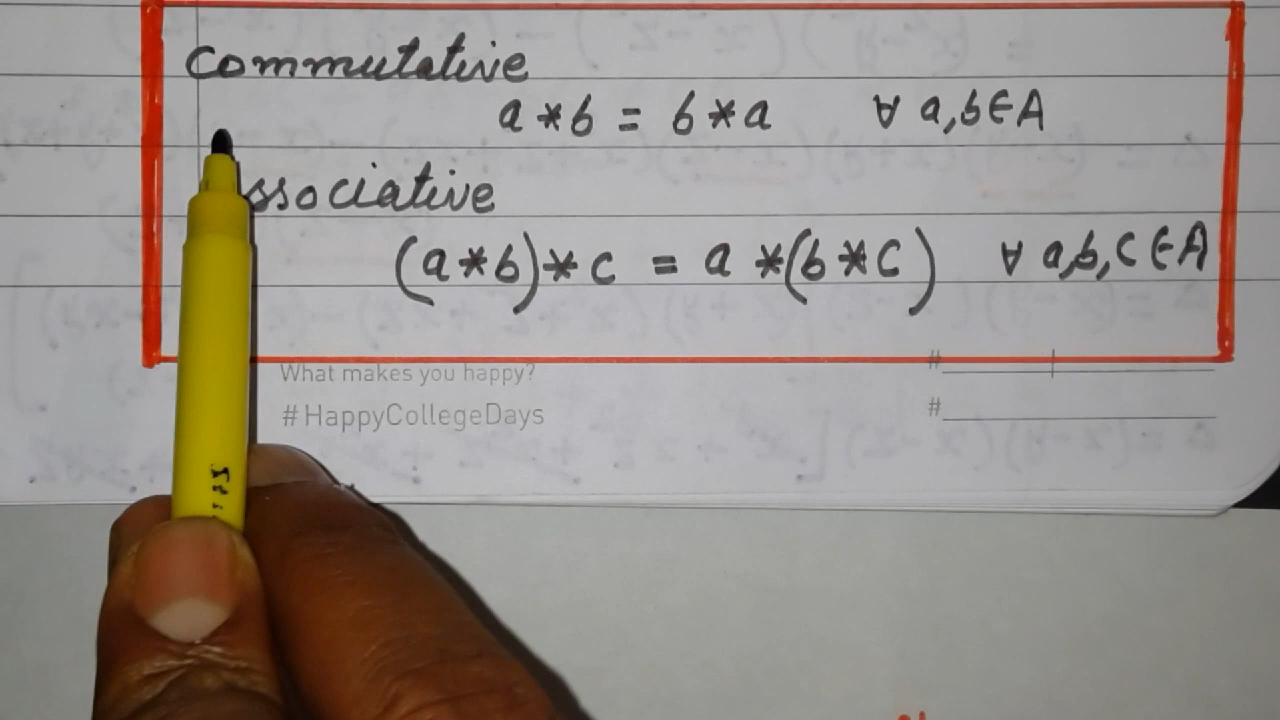 Commutative
a * b = b * a ∀ a,b ∈ A
ssociative
(a * b) * c = a * (b * c) ∀ a,b,c ∈ A
What makes you happy? #
#HappyCollegeDays #